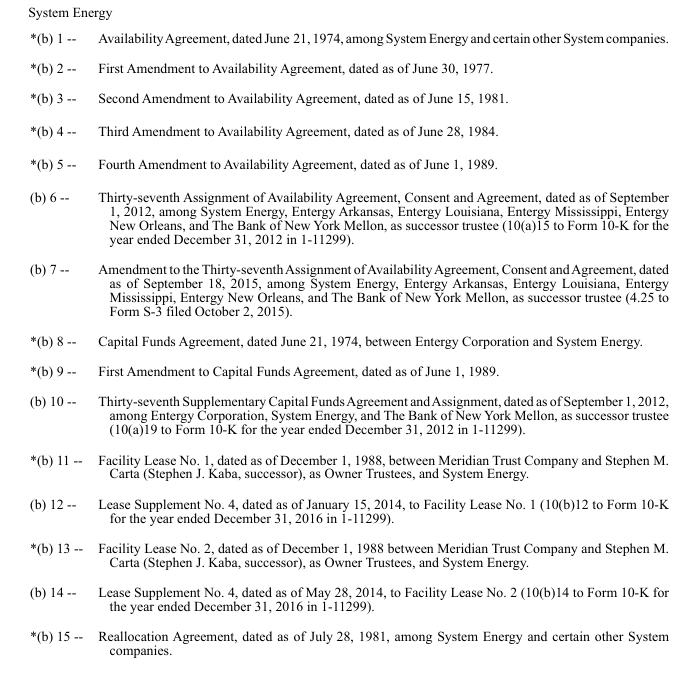 System Energy
*(b) 1 -- Availability Agreement, dated June 21, 1974, among System Energy and certain other System companies.
*(b) 2 -- First Amendment to Availability Agreement, dated as of June 30, 1977.
*(b) 3 -- Second Amendment to Availability Agreement, dated as of June 15, 1981.
*(b) 4 -- Third Amendment to Availability Agreement, dated as of June 28, 1984.
*(b) 5 -- Fourth Amendment to Availability Agreement, dated as of June 1, 1989.
(b) 6 -- Thirty-seventh Assignment of Availability Agreement, Consent and Agreement, dated as of September
1, 2012, among System Energy, Entergy Arkansas, Entergy Louisiana, Entergy Mississippi, Entergy
New Orleans, and The Bank of New York Mellon, as successor trustee (10(a)15 to Form 10-K for the
year ended December 31, 2012 in 1-11299).
(b) 7 -- Amendment to the Thirty-seventh Assignment of Availability Agreement, Consent and Agreement, dated
as of September 18, 2015, among System Energy, Entergy Arkansas, Entergy Louisiana, Entergy
Mississippi, Entergy New Orleans, and The Bank of New York Mellon, as successor trustee (4.25 to
Form S-3 filed October 2, 2015).
*(b) 8 -- Capital Funds Agreement, dated June 21, 1974, between Entergy Corporation and System Energy.
*(b) 9 -- First Amendment to Capital Funds Agreement, dated as of June 1, 1989.
(b) 10 -- Thirty-seventh Supplementary Capital Funds Agreement and Assignment, dated as of September 1, 2012,
among Entergy Corporation, System Energy, and The Bank of New York Mellon, as successor trustee
(10(a)19 to Form 10-K for the year ended December 31, 2012 in 1-11299).
*(b) 11 -- Facility Lease No. 1, dated as of December 1, 1988, between Meridian Trust Company and Stephen M.
Carta (Stephen J. Kaba, successor), as Owner Trustees, and System Energy.
(b) 12 -- Lease Supplement No. 4, dated as of January 15, 2014, to Facility Lease No. 1 (10(b)12 to Form 10-K
for the year ended December 31, 2016 in 1-11299).
*(b) 13 -- Facility Lease No. 2, dated as of December 1, 1988 between Meridian Trust Company and Stephen M.
Carta (Stephen J. Kaba, successor), as Owner Trustees, and System Energy.
(b) 14 -- Lease Supplement No. 4, dated as of May 28, 2014, to Facility Lease No. 2 (10(b)14 to Form 10-K for
the year ended December 31, 2016 in 1-11299).
*(b) 15 -- Reallocation Agreement, dated as of July 28, 1981, among System Energy and certain other System
companies.